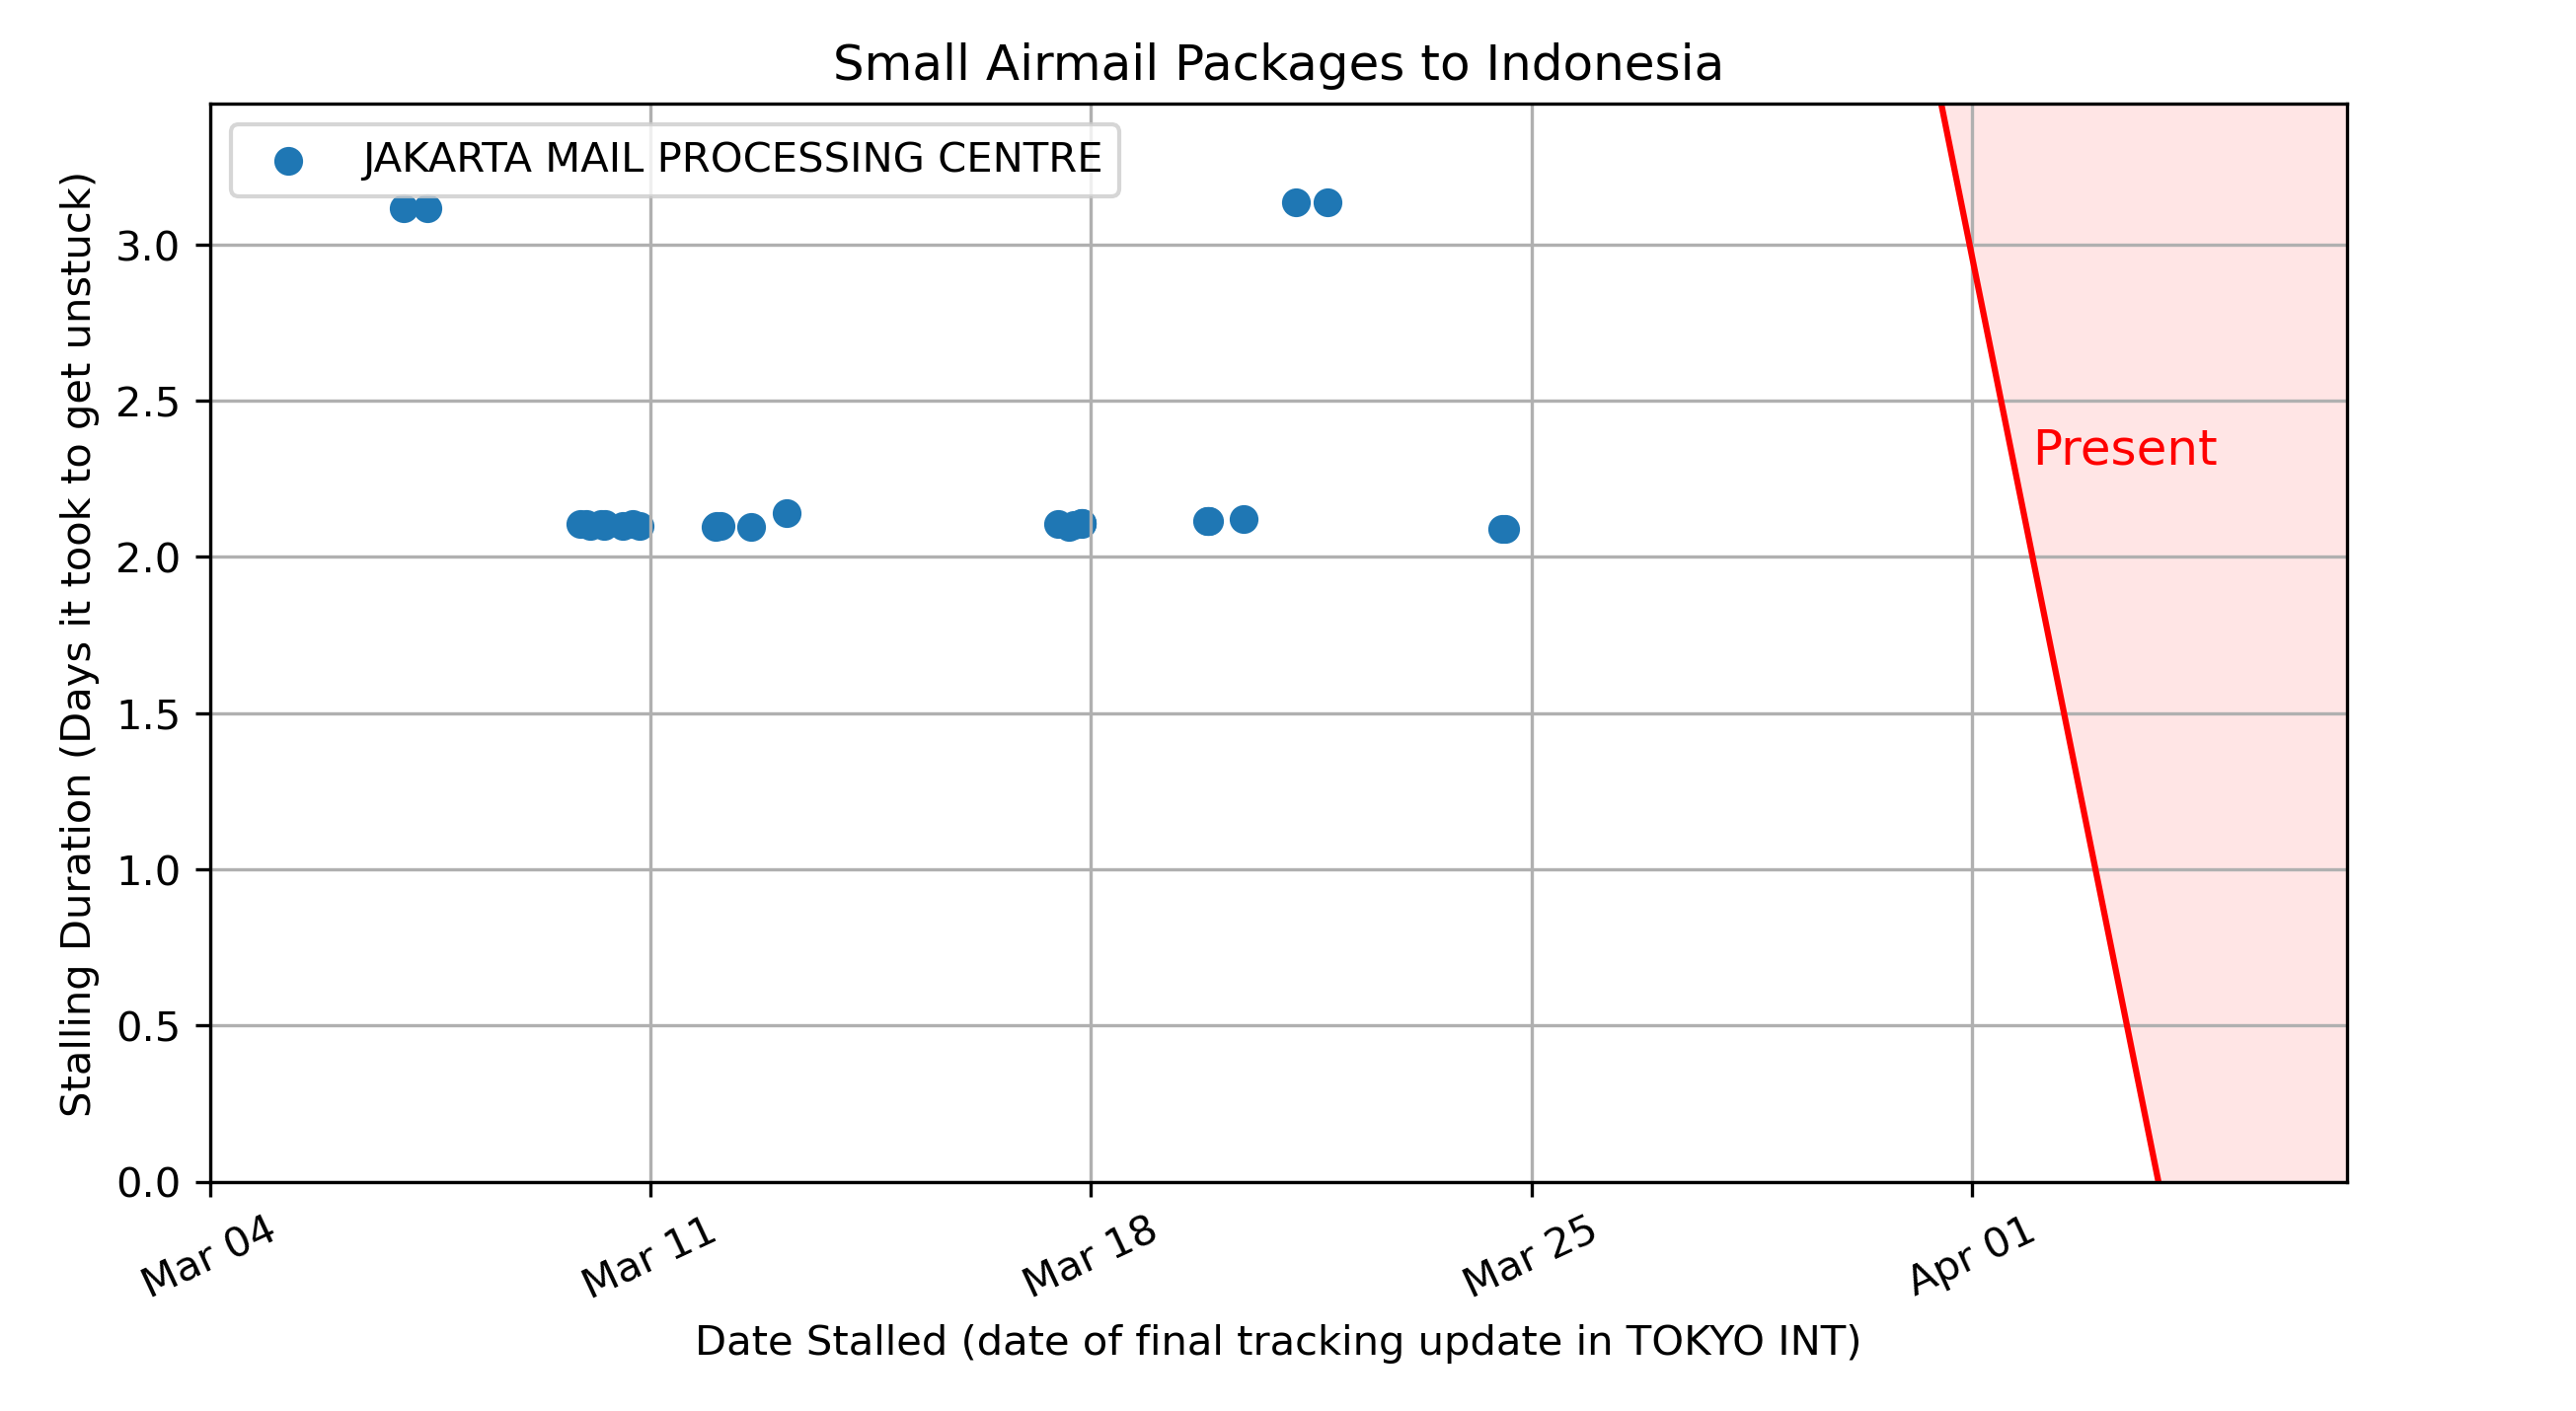 Small Airmail Packages to Indonesia
JAKARTA MAIL PROCESSING CENTRE
Stalling Duration (Days it took to get unstuck)
3.0
2.5
2.0
1.5
1.0
0.5
0.0
Present
Mar 04
Mar 11
Mar 18
Mar 25
Apr 01
Date Stalled (date of final tracking update in TOKYO INT)